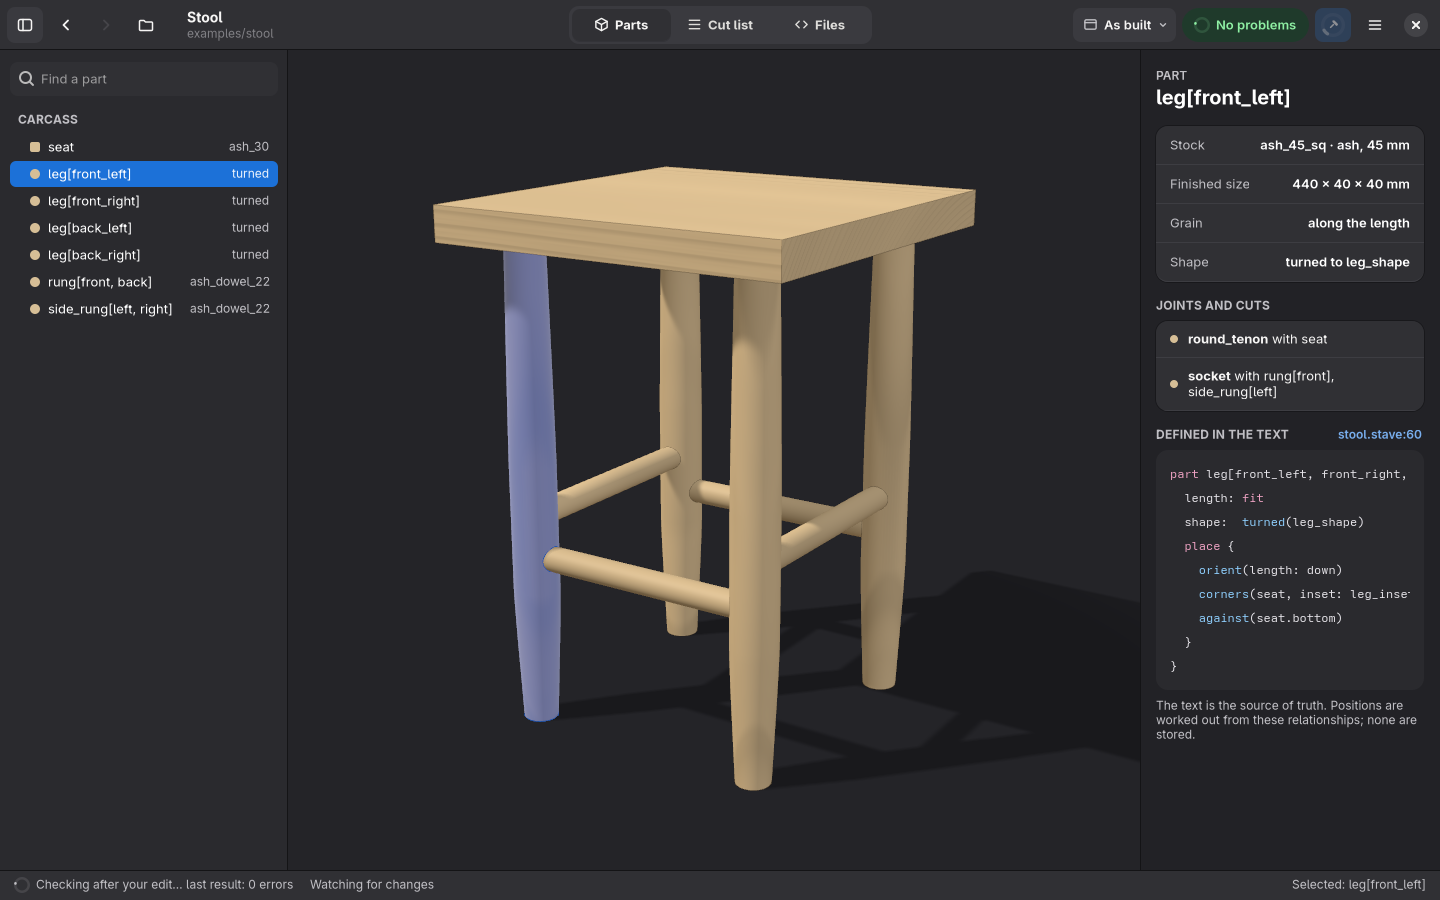 Stool
examples/stool
Parts
Cut list
Files
As built
No problems
Find a part
CARCASS
seat ash_30
leg[front_left] turned
leg[front_right] turned
leg[back_left] turned
leg[back_right] turned
rung[front, back] ash_dowel_22
side_rung[left, right] ash_dowel_22
PART
leg[front_left]
Stock ash_45_sq · ash, 45 mm
Finished size 440 × 40 × 40 mm
Grain along the length
Shape turned to leg_shape
JOINTS AND CUTS
round_tenon with seat
socket with rung[front],
side_rung[left]
DEFINED IN THE TEXT stool.stave:60
part leg[front_left, front_right,
length: fit
shape: turned(leg_shape)
place {
orient(length: down)
corners(seat, inset: leg_inset
against(seat.bottom)
}
}
The text is the source of truth. Positions are
worked out from these relationships; none are
stored.
Checking after your edit... last result: 0 errors
Watching for changes
Selected: leg[front_left]